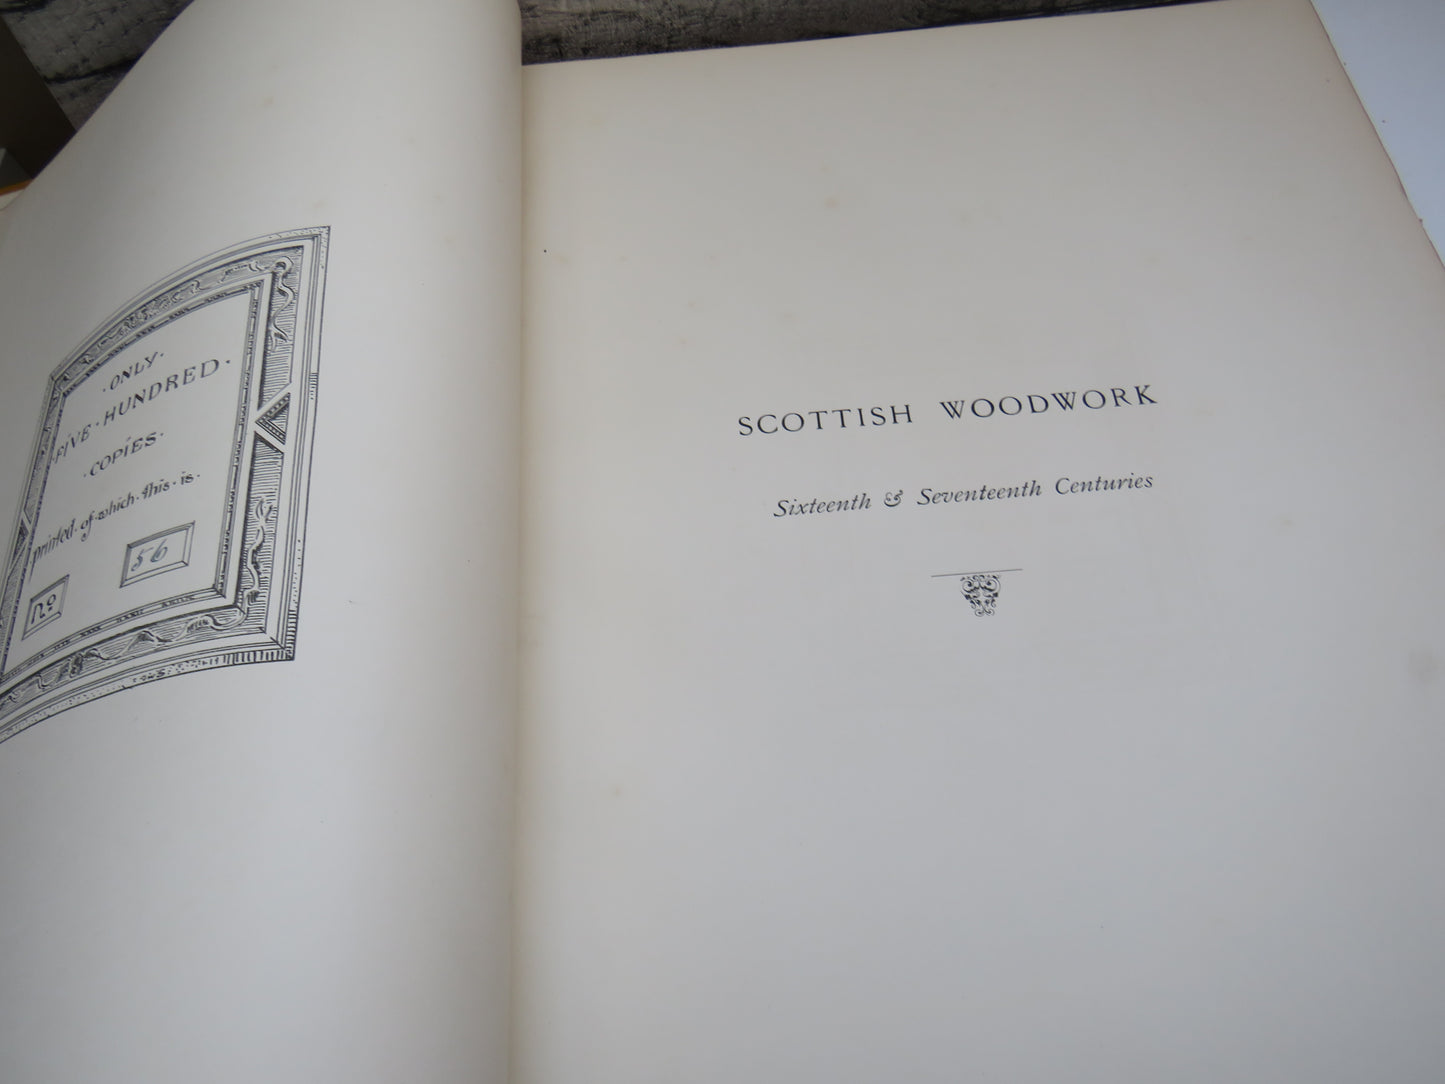 · ONLY ·
· FIVE · HUNDRED ·
· COPIES ·
printed · of · which · this · is ·
No 56
SCOTTISH WOODWORK
Sixteenth & Seventeenth Centuries